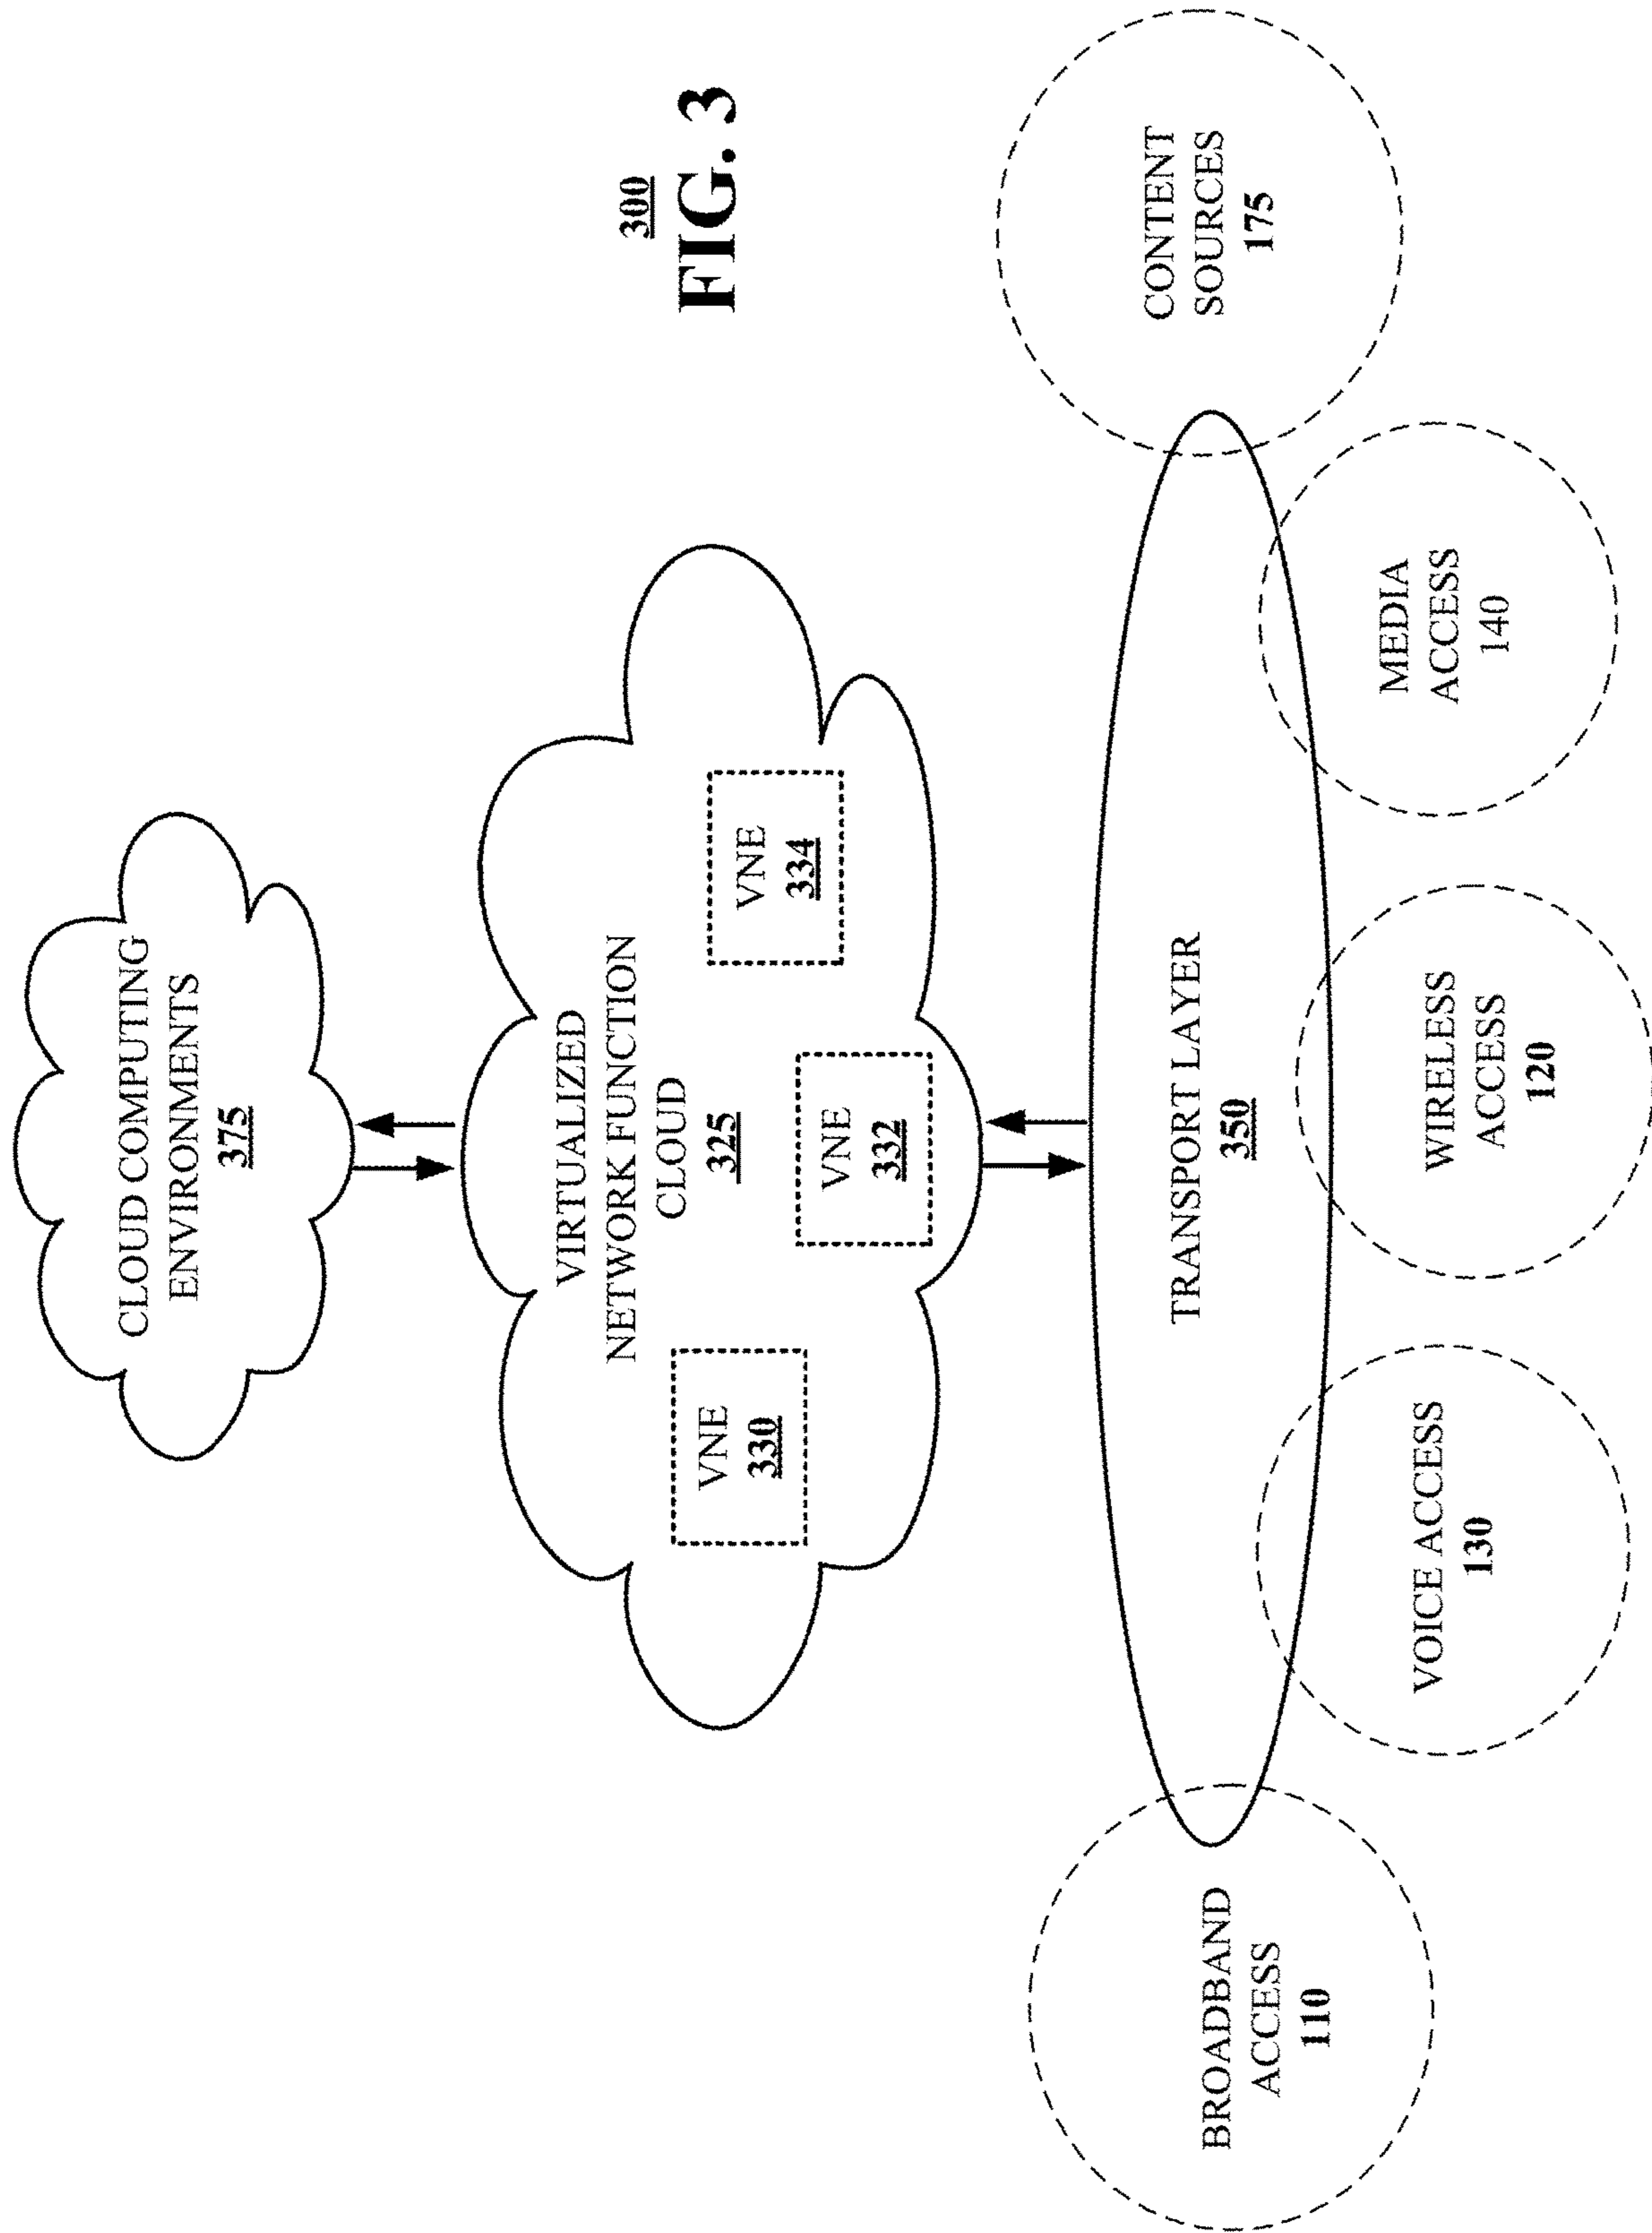 CLOUD COMPUTING
ENVIRONMENTS
375
VIRTUALIZED
NETWORK FUNCTION
CLOUD
325
VNE
330
VNE
332
VNE
334
300
FIG. 3
TRANSPORT LAYER
350
BROADBAND
ACCESS
110
VOICE ACCESS
130
WIRELESS
ACCESS
120
MEDIA
ACCESS
140
CONTENT
SOURCES
175